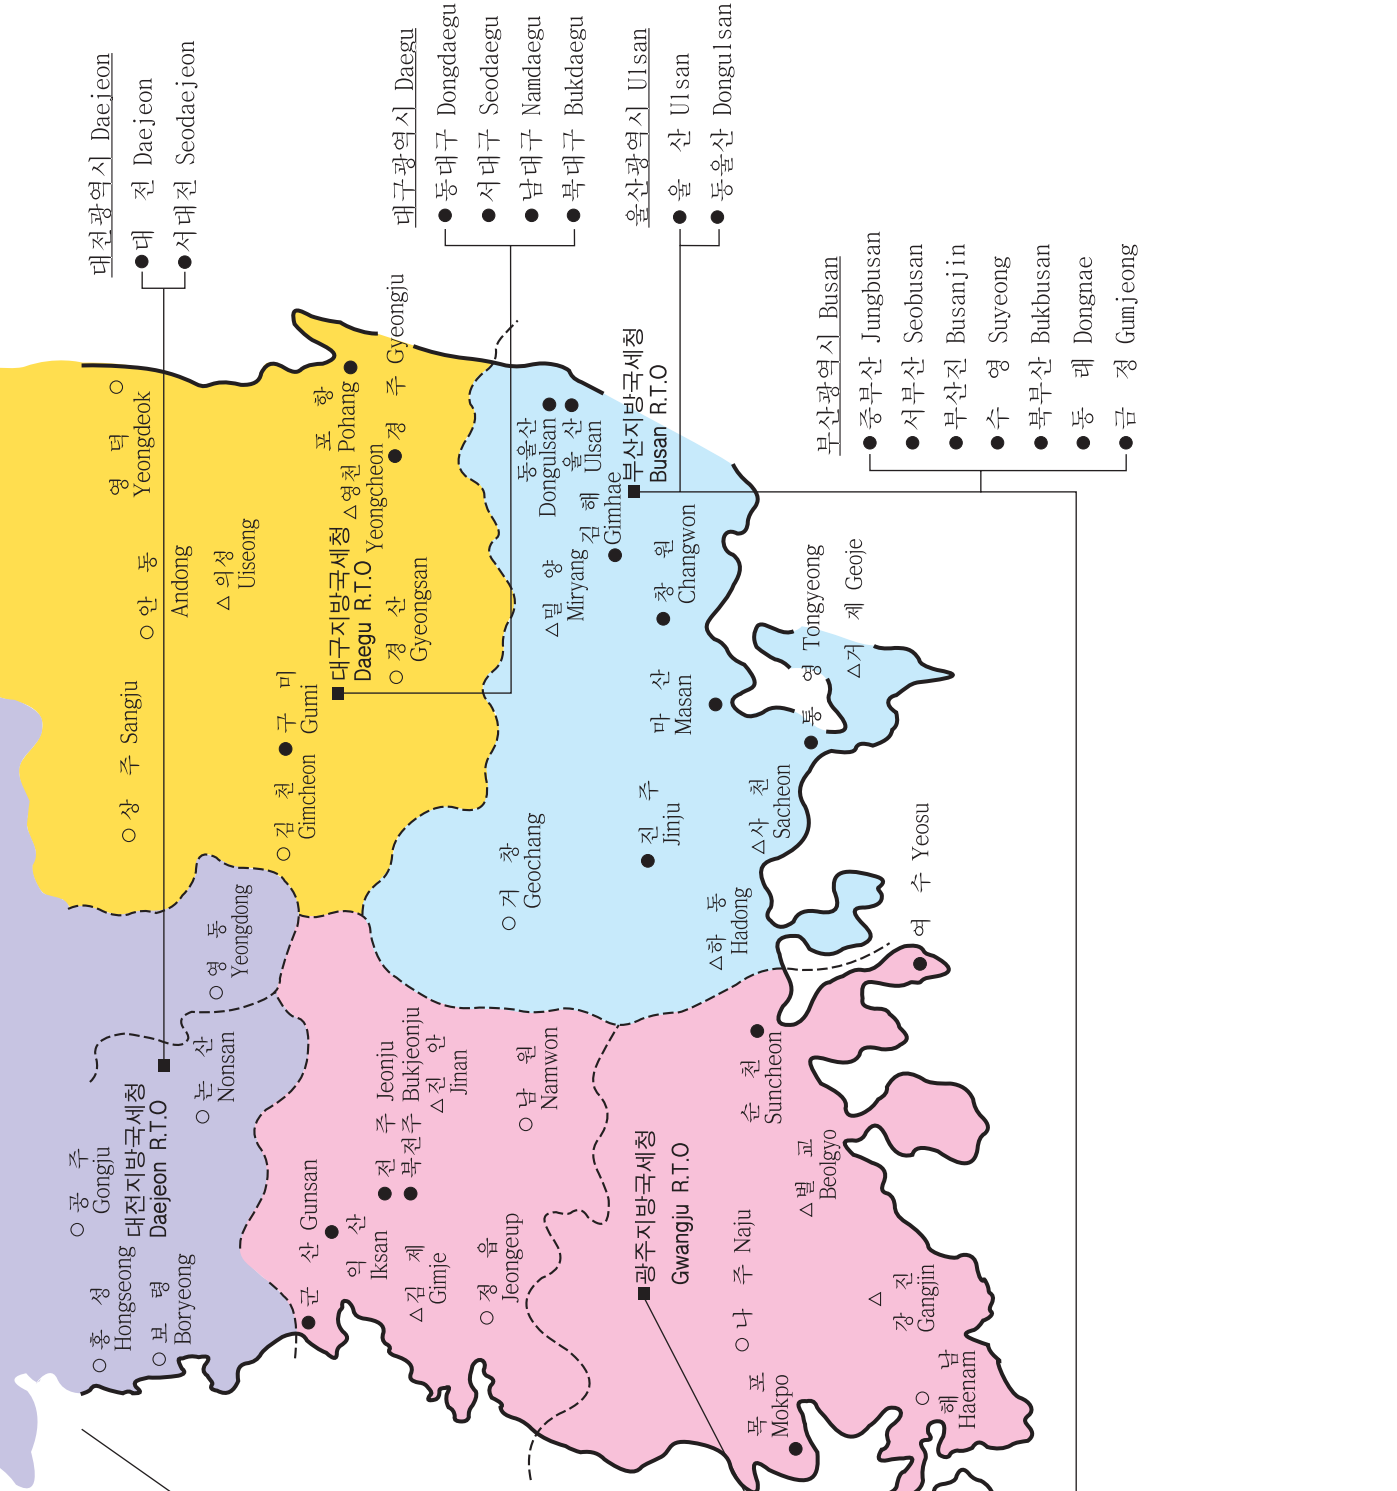 대전광역시 Daejeon
대 전 Daejeon
서대전 Seodaejeon
대구광역시 Daegu
동대구 Dongdaegu
서대구 Seodaegu
남대구 Namdaegu
북대구 Bukdaegu
울산광역시 Ulsan
울 산 Ulsan
동울산 Dongulsan
부산광역시 Busan
중부산 Jungbusan
서부산 Seobusan
부산진 Busanjin
수 영 Suyeong
북부산 Bukbusan
동 래 Dongnae
금 정 Gumjeong
영 덕
Yeongdeok
안 동
Andong
의성
Uiseong
상 주 Sangju
포 항
Pohang
영천
Yeongcheon
경 주 Gyeongju
대구지방국세청
Daegu R.T.O
경 산
Gyeongsan
구 미
Gumi
김 천
Gimcheon
동울산
Dongulsan
울 산
Ulsan
부산지방국세청
Busan R.T.O
김 해
Gimhae
밀 양
Miryang
창 원
Changwon
마 산
Masan
통 영 Tongyeong
거 제 Geoje
진 주
Jinju
사 천
Sacheon
거 창
Geochang
하 동
Hadong
여 수 Yeosu
영 동
Yeongdong
논 산
Nonsan
대전지방국세청
Daejeon R.T.O
공 주
Gongju
홍 성
Hongseong
보 령
Boryeong
전 주 Jeonju
북전주 Bukjeonju
진 안
Jinan
남 원
Namwon
군 산 Gunsan
익 산
Iksan
김 제
Gimje
정 읍
Jeongeup
순 천
Suncheon
벌 교
Beolgyo
광주지방국세청
Gwangju R.T.O
나 주 Naju
강 진
Gangjin
목 포
Mokpo
해 남
Haenam